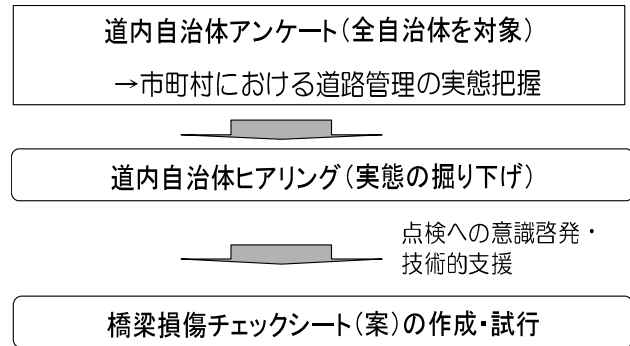 道内自治体アンケート(全自治体を対象)
→市町村における道路管理の実態把握
道内自治体ヒアリング(実態の掘り下げ)
点検への意識啓発・
技術的支援
橋梁損傷チェックシート(案)の作成・試行